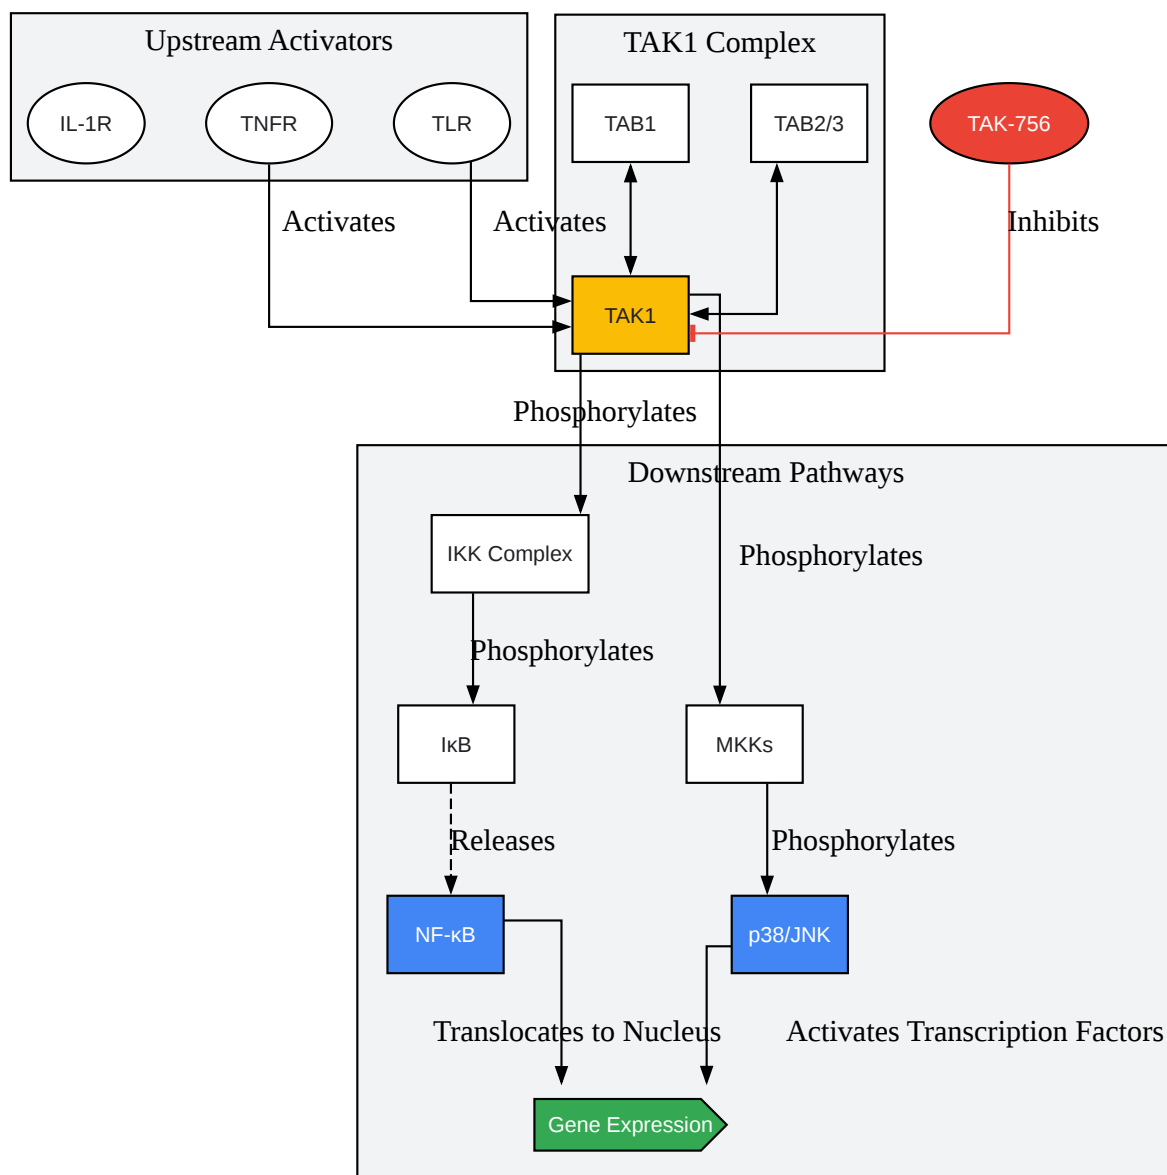 Upstream Activators
TAK1 Complex
IL-1R
TNFR
TLR
TAB1
TAB2/3
TAK-756
Activates
Activates
Inhibits
TAK1
Phosphorylates
Downstream Pathways
IKK Complex
Phosphorylates
Phosphorylates
IκB
MKKs
Releases
Phosphorylates
NF-κB
p38/JNK
Translocates to Nucleus
Activates Transcription Factors
Gene Expression